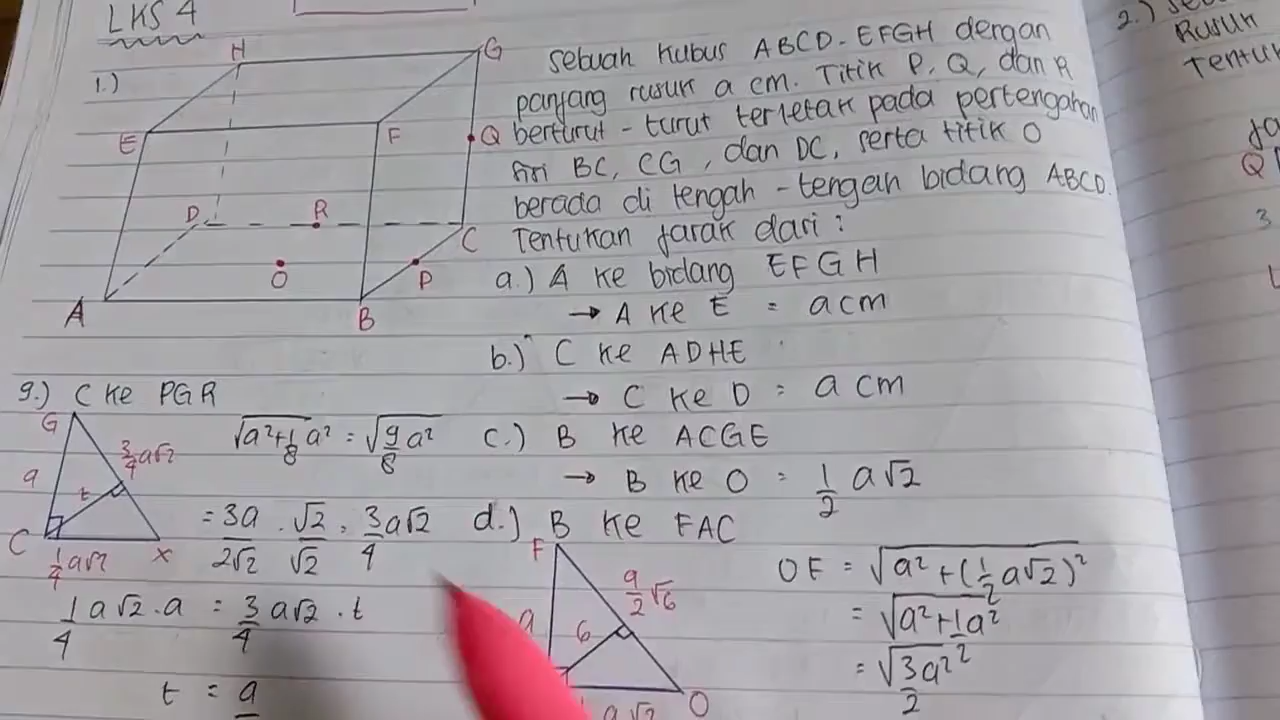 LKS 4
1.)
H
G
E
F
Q
D
R
C
O
P
A
B
Sebuah Kubus ABCD.EFGH dengan
panjang rusuk a cm. Titik P, Q, dan R
berturut-turut terletak pada pertengahan
dari BC, CG, dan DC, serta titik O
berada di tengah-tengah bidang ABCD.
Tentukan jarak dari :
a.) A ke bidang EFGH
→ A ke E = a cm
b.) C ke ADHE
→ C ke D = a cm
c.) B ke ACGE
→ B ke O = 1/2 a√2
d.) B ke FAC
F
a/2 √6
a
6
a√2
O
OF = √a² + (1/2 a√2)²
= √a² + 1/2 a²
= √3/2 a²
g.) C ke PGR
G
a
3/4 a√2
t
C
1/4 a√2
X
√a² + 1/8 a² = √9/8 a²
= 3a/2√2 . √2/√2 = 3a√2/4
1/4 a√2 . a = 3/4 a√2 . t
t = a
2.)
Rusuk
Q
3